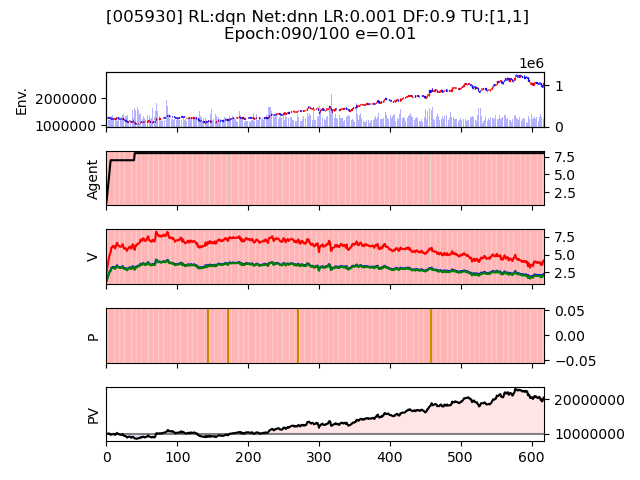 [005930] RL:dqn Net:dnn LR:0.001 DF:0.9 TU:[1,1]
Epoch:090/100 e=0.01
1e6
Env.
2000000
1000000
1
0
Agent
7.5
5.0
2.5
V
7.5
5.0
2.5
P
0.05
0.00
−0.05
PV
20000000
10000000
0 100 200 300 400 500 600